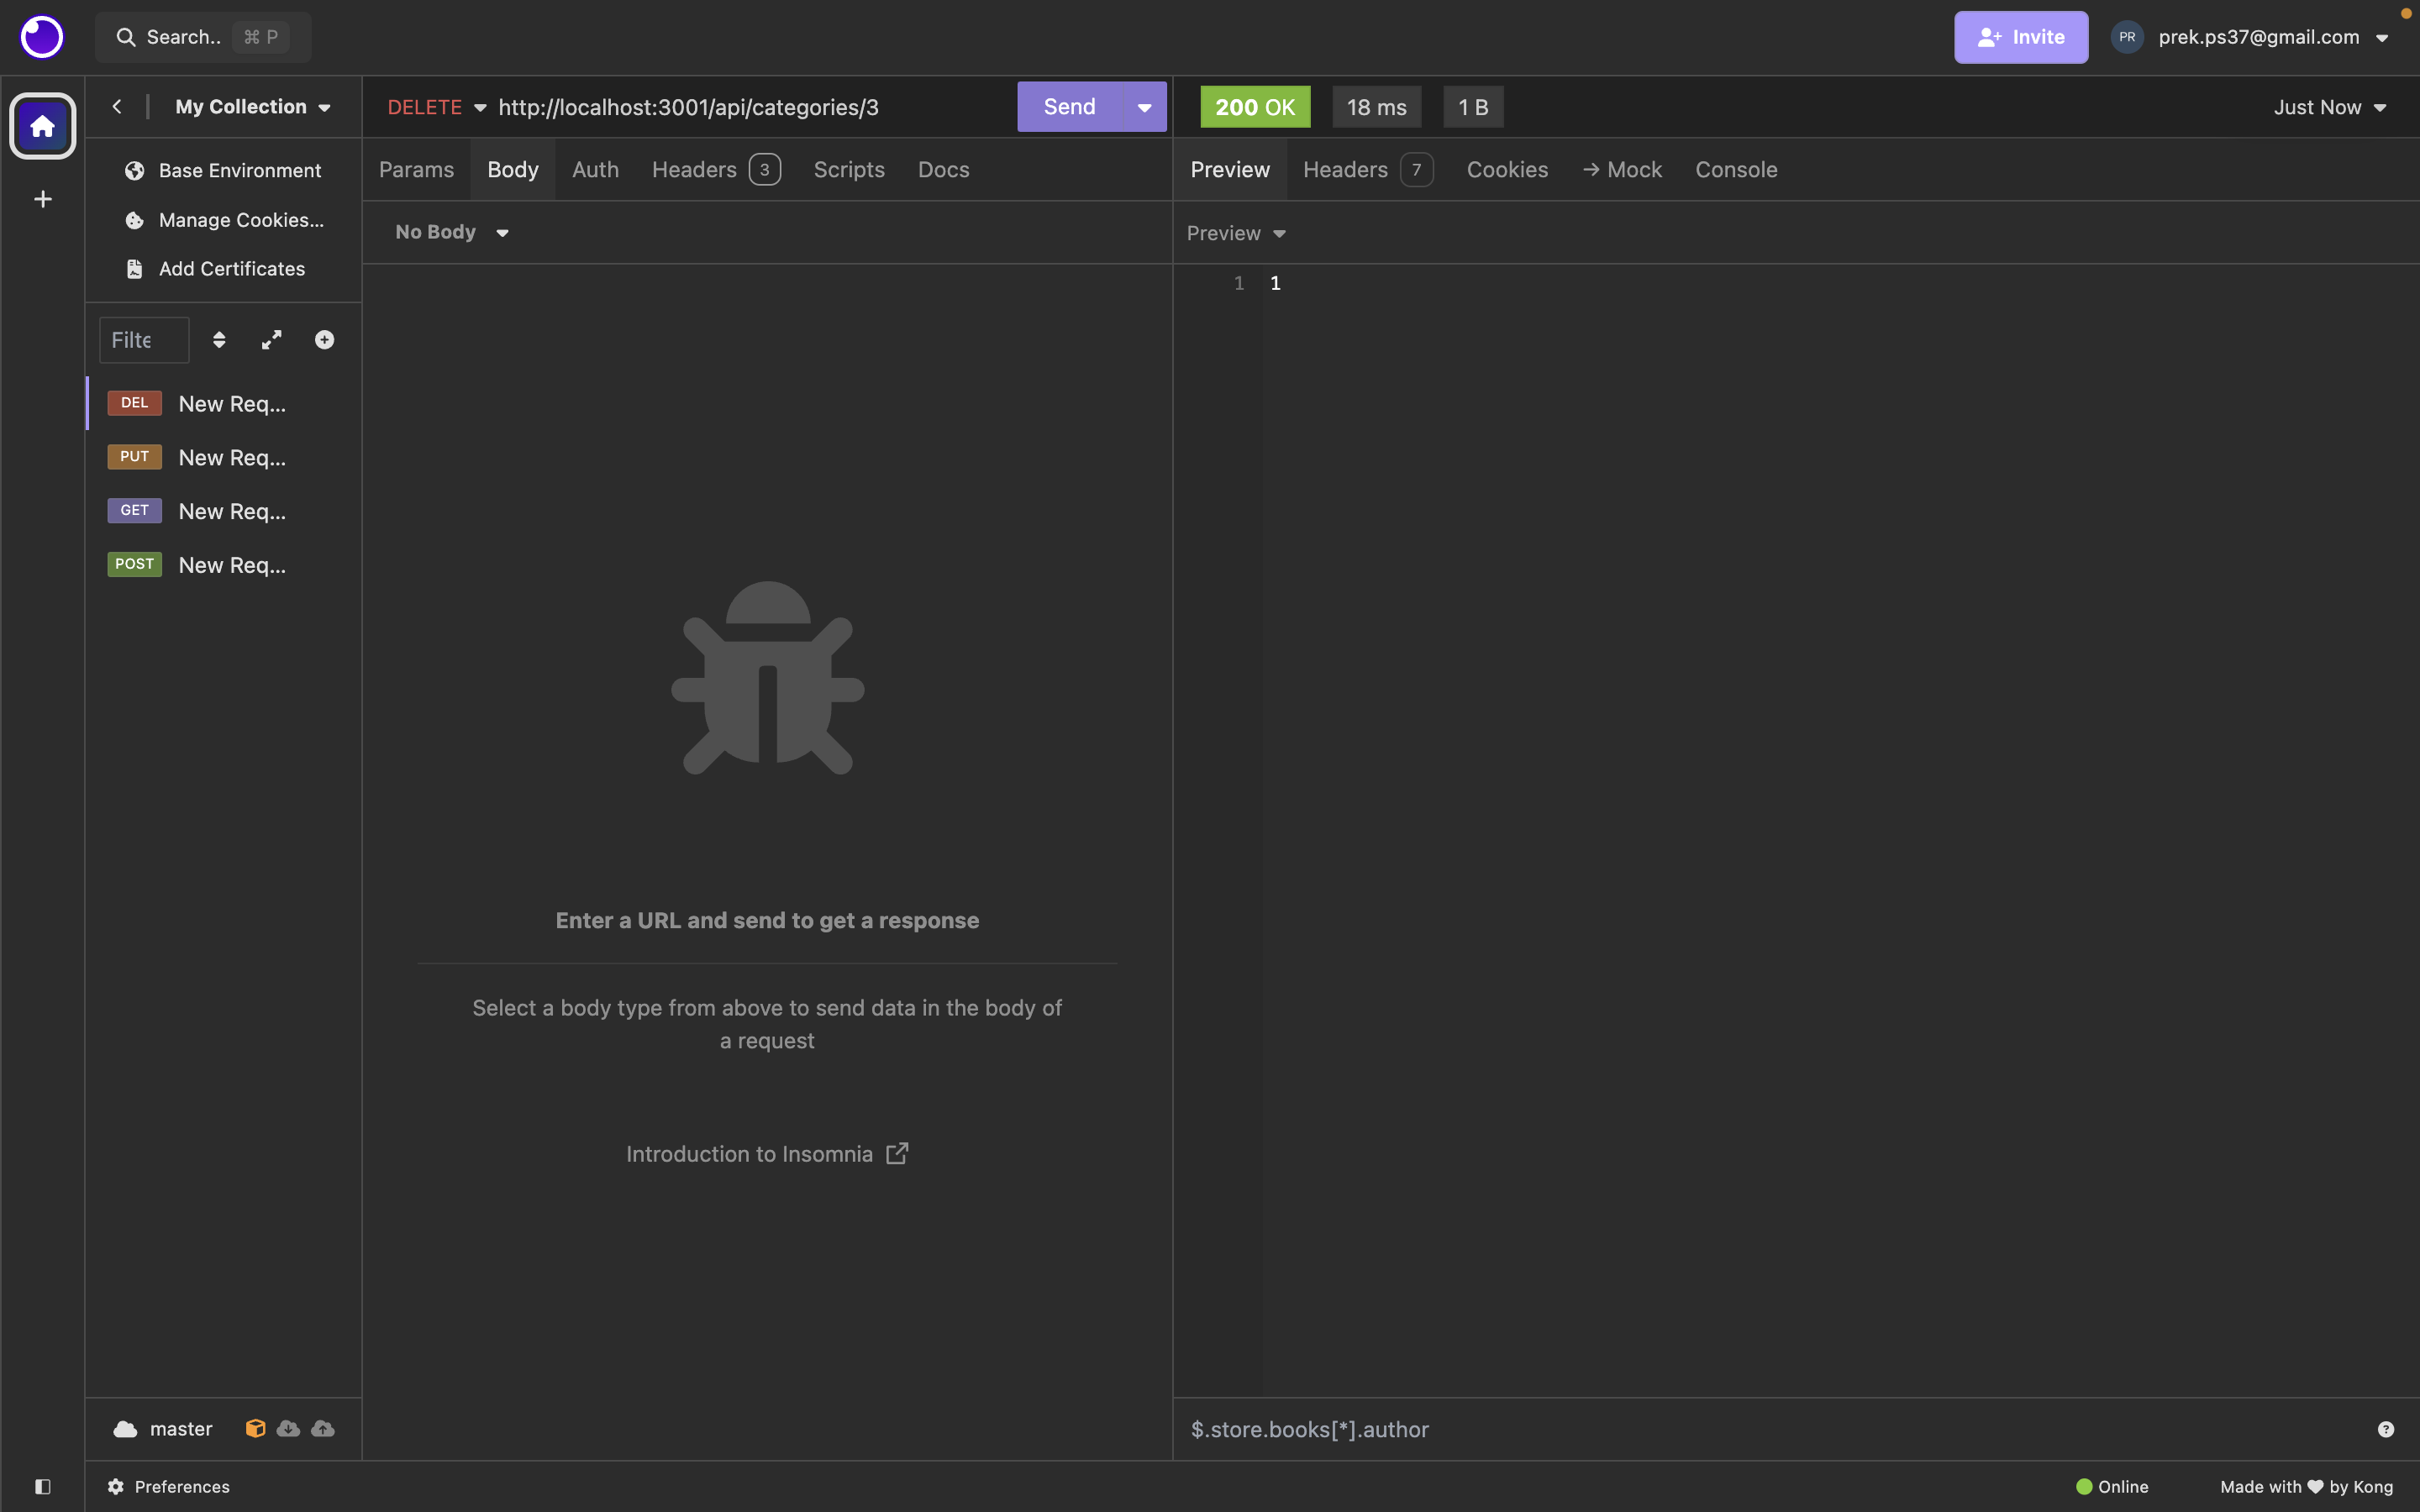 Search.. ⌘ P
Invite
PR prek.ps37@gmail.com
My Collection
DELETE http://localhost:3001/api/categories/3 Send
200 OK 18 ms 1 B
Just Now
Base Environment
Manage Cookies...
Add Certificates
Params Body Auth Headers 3 Scripts Docs
Preview Headers 7 Cookies → Mock Console
No Body
Preview
1 1
Filte
DEL New Req...
PUT New Req...
GET New Req...
POST New Req...
Enter a URL and send to get a response
Select a body type from above to send data in the body of
a request
Introduction to Insomnia
master
$.store.books[*].author
Preferences
Online
Made with ♥ by Kong